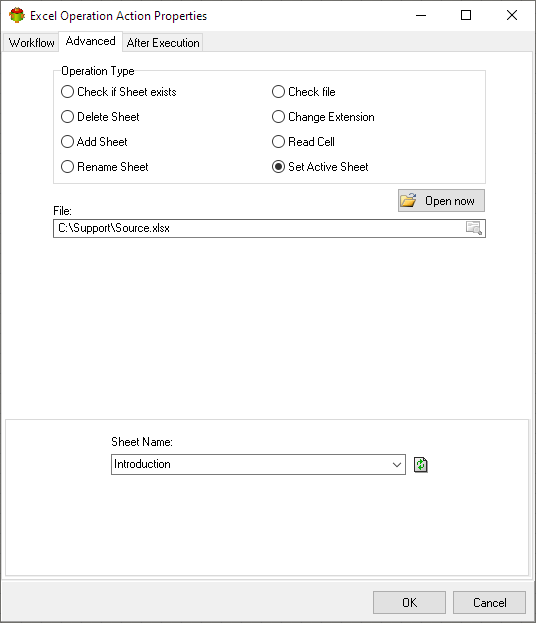 Excel Operation Action Properties
Workflow Advanced After Execution
Operation Type
Check if Sheet exists Check file
Delete Sheet Change Extension
Add Sheet Read Cell
Rename Sheet Set Active Sheet
Open now
File:
C:\Support\Source.xlsx
Sheet Name:
Introduction
OK Cancel